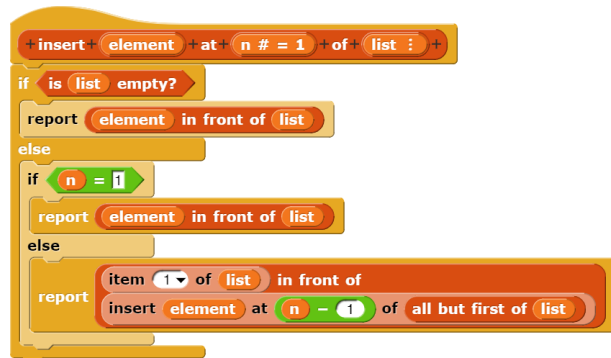 +insert+ element +at+ n # = 1 +of+ list ⋮ +
if is list empty?
report element in front of list
else
if n = 1
report element in front of list
else
report item 1 of list in front of
insert element at n - 1 of all but first of list